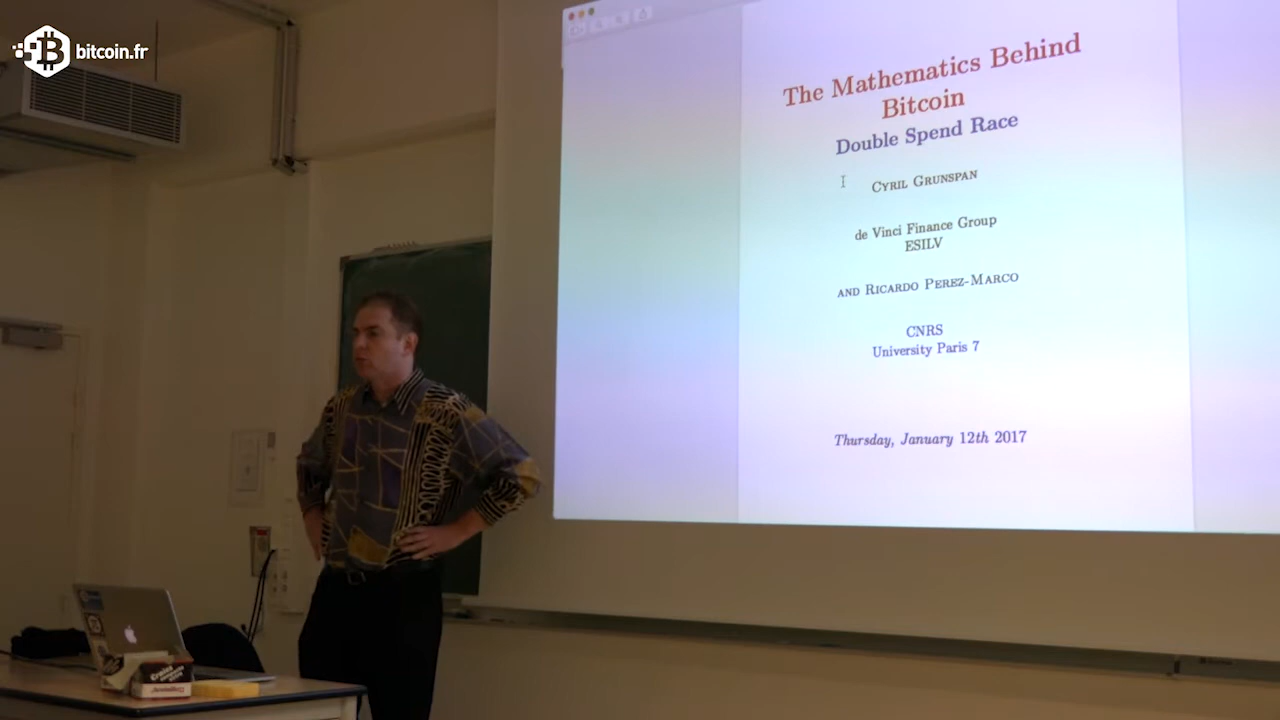 bitcoin.fr
The Mathematics Behind
Bitcoin
Double Spend Race
Cyril Grunspan
de Vinci Finance Group
ESILV
and Ricardo Perez-Marco
CNRS
University Paris 7
Thursday, January 12th 2017